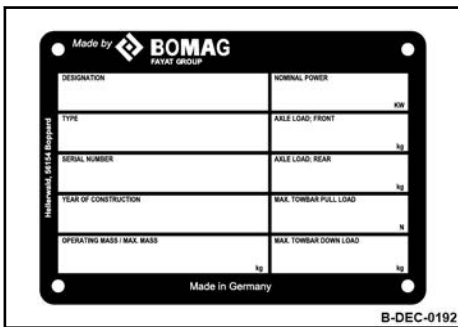 Made by BOMAG
FAYAT GROUP
DESIGNATION
NOMINAL POWER
KW
TYPE
AXLE LOAD; FRONT
kg
SERIAL NUMBER
AXLE LOAD; REAR
kg
YEAR OF CONSTRUCTION
MAX. TOWBAR PULL LOAD
N
OPERATING MASS / MAX. MASS
kg
MAX. TOWBAR DOWN LOAD
kg
Hellerwald, 56154 Boppard
Made in Germany
B-DEC-0192